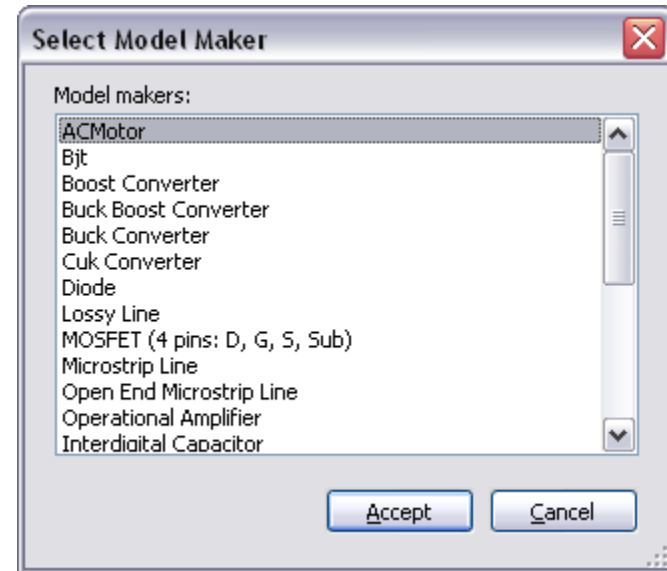 Select Model Maker
Model makers:
ACMotor
Bjt
Boost Converter
Buck Boost Converter
Buck Converter
Cuk Converter
Diode
Lossy Line
MOSFET (4 pins: D, G, S, Sub)
Microstrip Line
Open End Microstrip Line
Operational Amplifier
Interdigital Capacitor
Accept Cancel